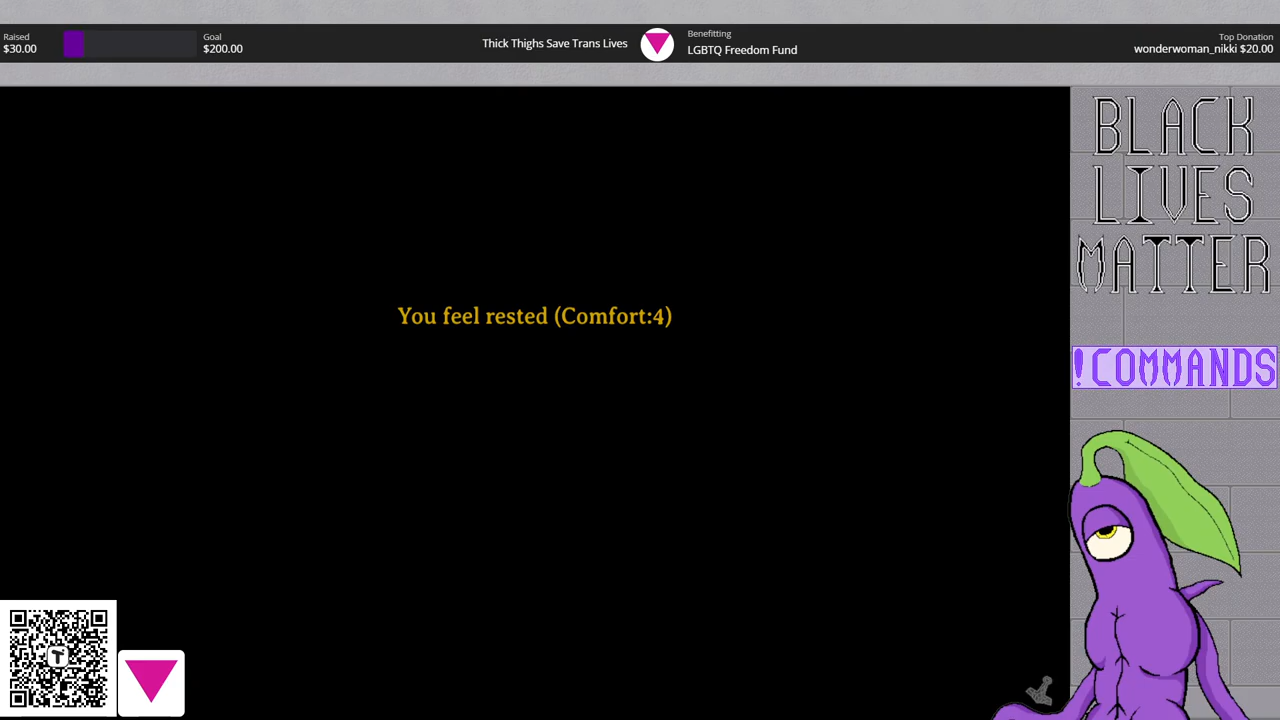 Raised
$30.00
Goal
$200.00
Thick Thighs Save Trans Lives
Benefitting
LGBTQ Freedom Fund
Top Donation
wonderwoman_nikki $20.00
BLACK
LIVES
MATTER
You feel rested (Comfort:4)
!COMMANDS
T